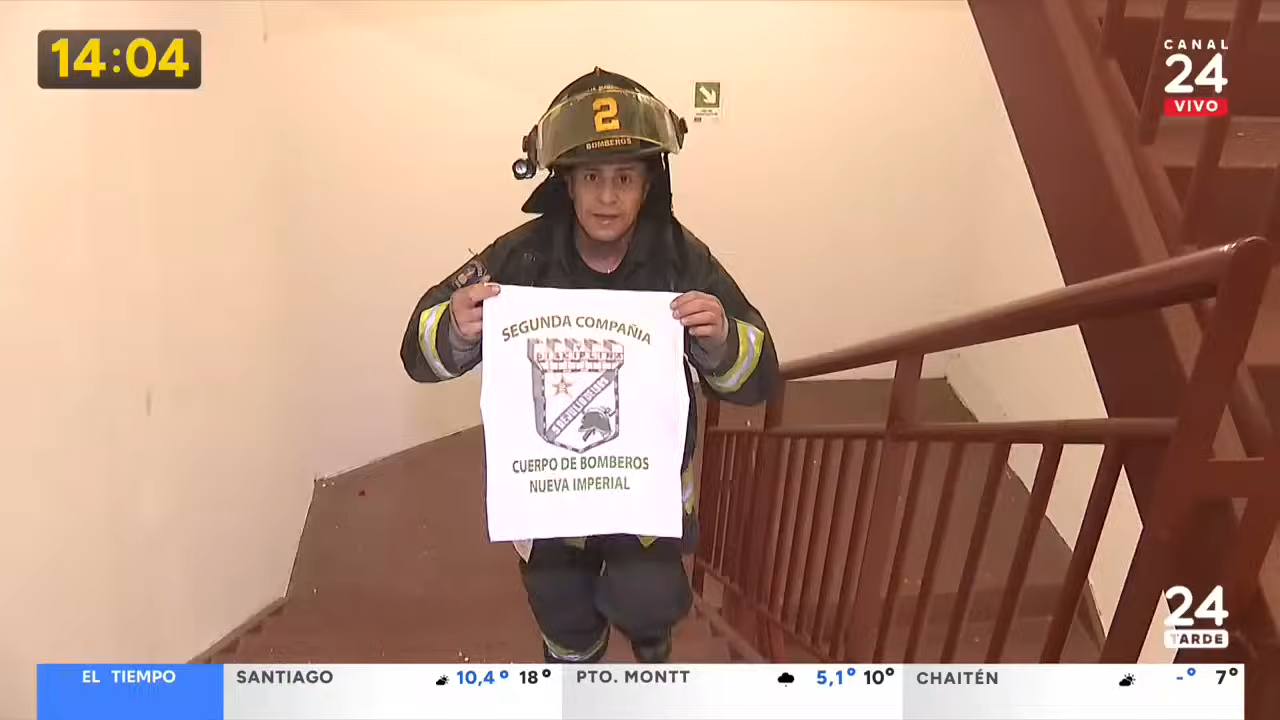 14:04
CANAL
24
VIVO
2
BOMBEROS
SEGUNDA COMPAÑIA
DISCIPLINA
CUERPO DE BOMBEROS
NUEVA IMPERIAL
24
TARDE
EL TIEMPO
SANTIAGO 10,4° 18°
PTO. MONTT 5,1° 10°
CHAITÉN -° 7°